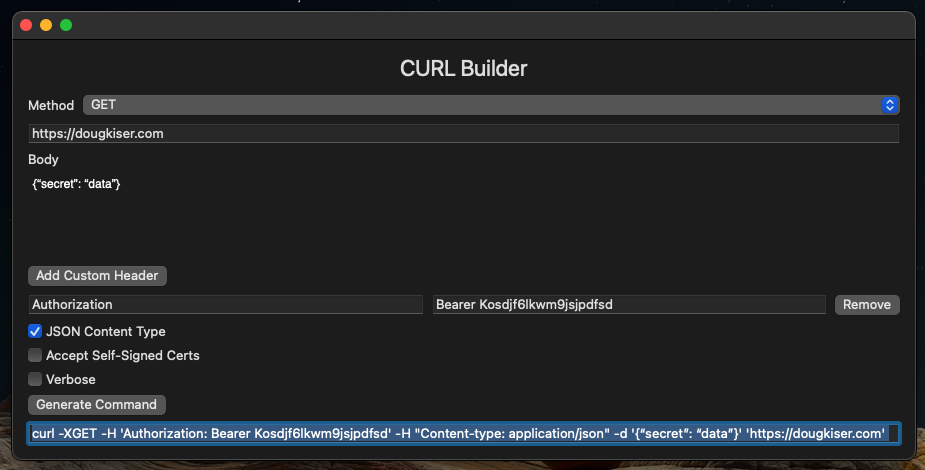 CURL Builder
Method GET
https://dougkiser.com
Body
{“secret”: “data”}
Add Custom Header
Authorization Bearer Kosdjf6lkwm9jsjpdfsd Remove
JSON Content Type
Accept Self-Signed Certs
Verbose
Generate Command
curl -XGET -H 'Authorization: Bearer Kosdjf6lkwm9jsjpdfsd' -H "Content-type: application/json" -d '{“secret”: “data”}' 'https://dougkiser.com'